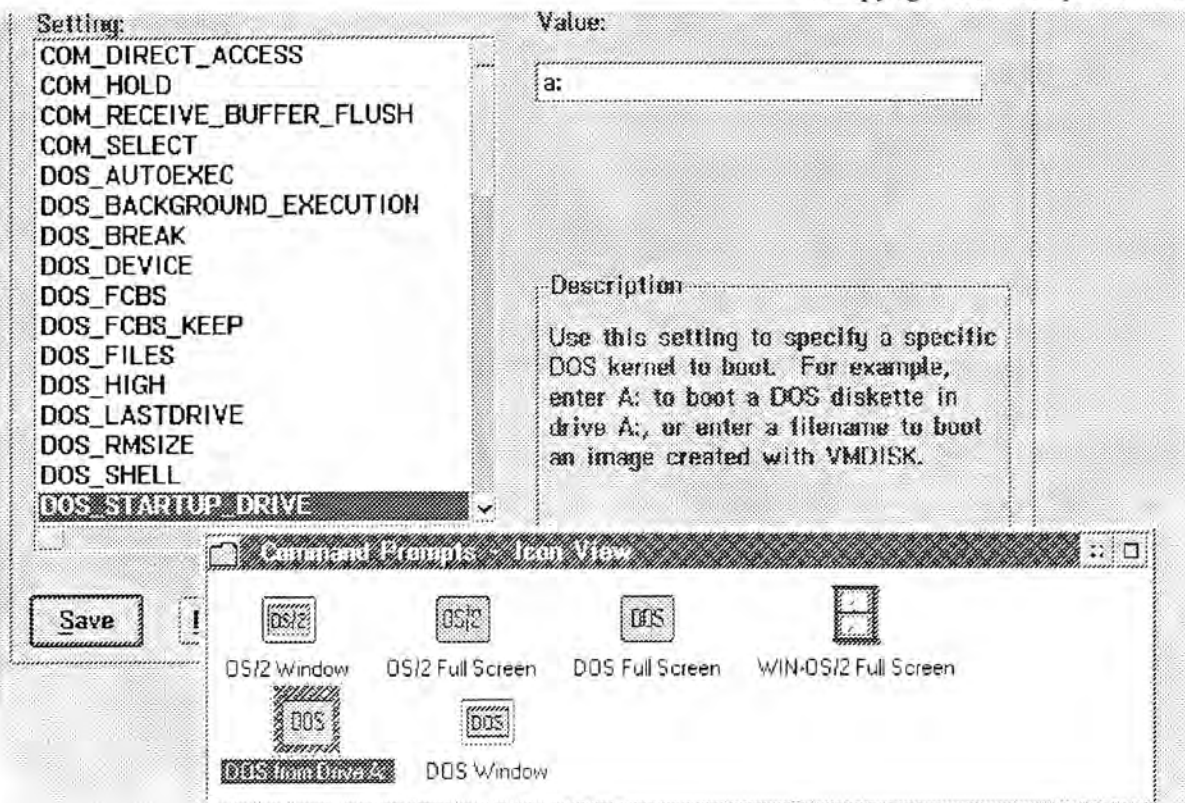 Setting:
COM_DIRECT_ACCESS
COM_HOLD
COM_RECEIVE_BUFFER_FLUSH
COM_SELECT
DOS_AUTOEXEC
DOS_BACKGROUND_EXECUTION
DOS_BREAK
DOS_DEVICE
DOS_FCBS
DOS_FCBS_KEEP
DOS_FILES
DOS_HIGH
DOS_LASTDRIVE
DOS_RMSIZE
DOS_SHELL
DOS_STARTUP_DRIVE
Value:
a:
Description
Use this setting to specify a specific
DOS kernel to boot. For example,
enter A: to boot a DOS diskette in
drive A:, or enter a filename to boot
an image created with VMDISK.
Save
Command Prompts - Icon View
OS/2
OS/2
DOS
OS/2 Window
OS/2 Full Screen
DOS Full Screen
WIN-OS/2 Full Screen
DOS
DOS
DOS from Drive A:
DOS Window